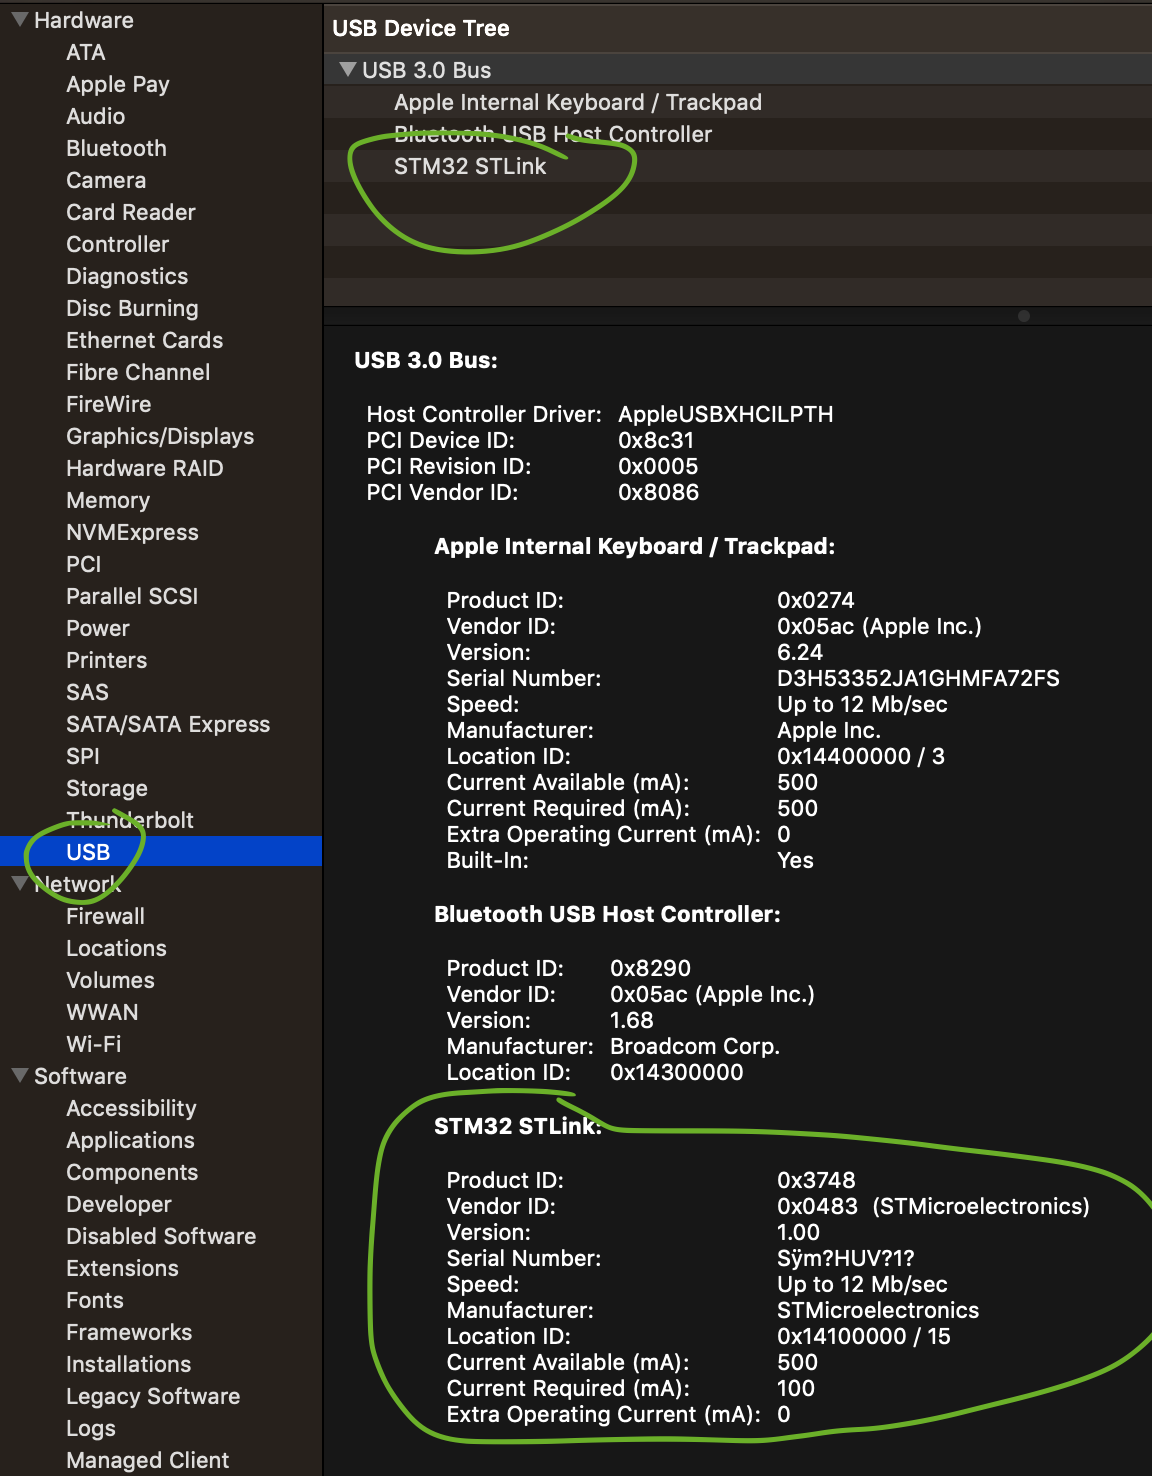 Hardware
ATA
Apple Pay
Audio
Bluetooth
Camera
Card Reader
Controller
Diagnostics
Disc Burning
Ethernet Cards
Fibre Channel
FireWire
Graphics/Displays
Hardware RAID
Memory
NVMExpress
PCI
Parallel SCSI
Power
Printers
SAS
SATA/SATA Express
SPI
Storage
Thunderbolt
USB
Network
Firewall
Locations
Volumes
WWAN
Wi-Fi
Software
Accessibility
Applications
Components
Developer
Disabled Software
Extensions
Fonts
Frameworks
Installations
Legacy Software
Logs
Managed Client
USB Device Tree
USB 3.0 Bus
Apple Internal Keyboard / Trackpad
Bluetooth USB Host Controller
STM32 STLink
USB 3.0 Bus:
Host Controller Driver: AppleUSBXHCILPTH
PCI Device ID: 0x8c31
PCI Revision ID: 0x0005
PCI Vendor ID: 0x8086
Apple Internal Keyboard / Trackpad:
Product ID: 0x0274
Vendor ID: 0x05ac (Apple Inc.)
Version: 6.24
Serial Number: D3H53352JA1GHMFA72FS
Speed: Up to 12 Mb/sec
Manufacturer: Apple Inc.
Location ID: 0x14400000 / 3
Current Available (mA): 500
Current Required (mA): 500
Extra Operating Current (mA): 0
Built-In: Yes
Bluetooth USB Host Controller:
Product ID: 0x8290
Vendor ID: 0x05ac (Apple Inc.)
Version: 1.68
Manufacturer: Broadcom Corp.
Location ID: 0x14300000
STM32 STLink:
Product ID: 0x3748
Vendor ID: 0x0483 (STMicroelectronics)
Version: 1.00
Serial Number: Sÿm?HUV?1?
Speed: Up to 12 Mb/sec
Manufacturer: STMicroelectronics
Location ID: 0x14100000 / 15
Current Available (mA): 500
Current Required (mA): 100
Extra Operating Current (mA): 0